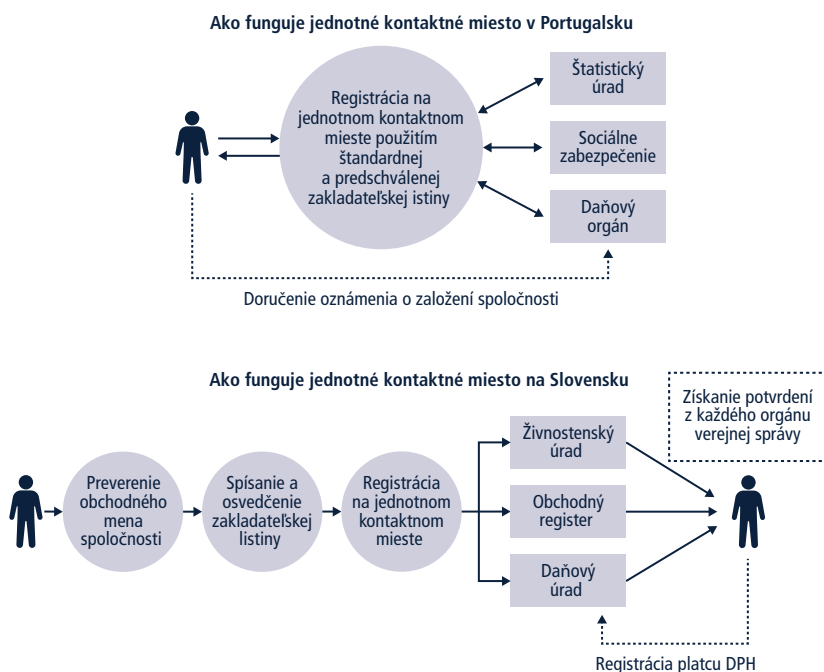 Ako funguje jednotné kontaktné miesto v Portugalsku
Registrácia na
jednotnom kontaktnom
mieste použitím
štandardnej
a predschválenej
zakladateľskej istiny
Štatistický
úrad
Sociálne
zabezpečenie
Daňový
orgán
Doručenie oznámenia o založení spoločnosti
Ako funguje jednotné kontaktné miesto na Slovensku
Preverenie
obchodného
mena
spoločnosti
Spísanie a
osvedčenie
zakladateľskej
listiny
Registrácia
na jednotnom
kontaktnom
mieste
Živnostenský
úrad
Obchodný
register
Daňový
úrad
Získanie potvrdení
z každého orgánu
verejnej správy
Registrácia platcu DPH